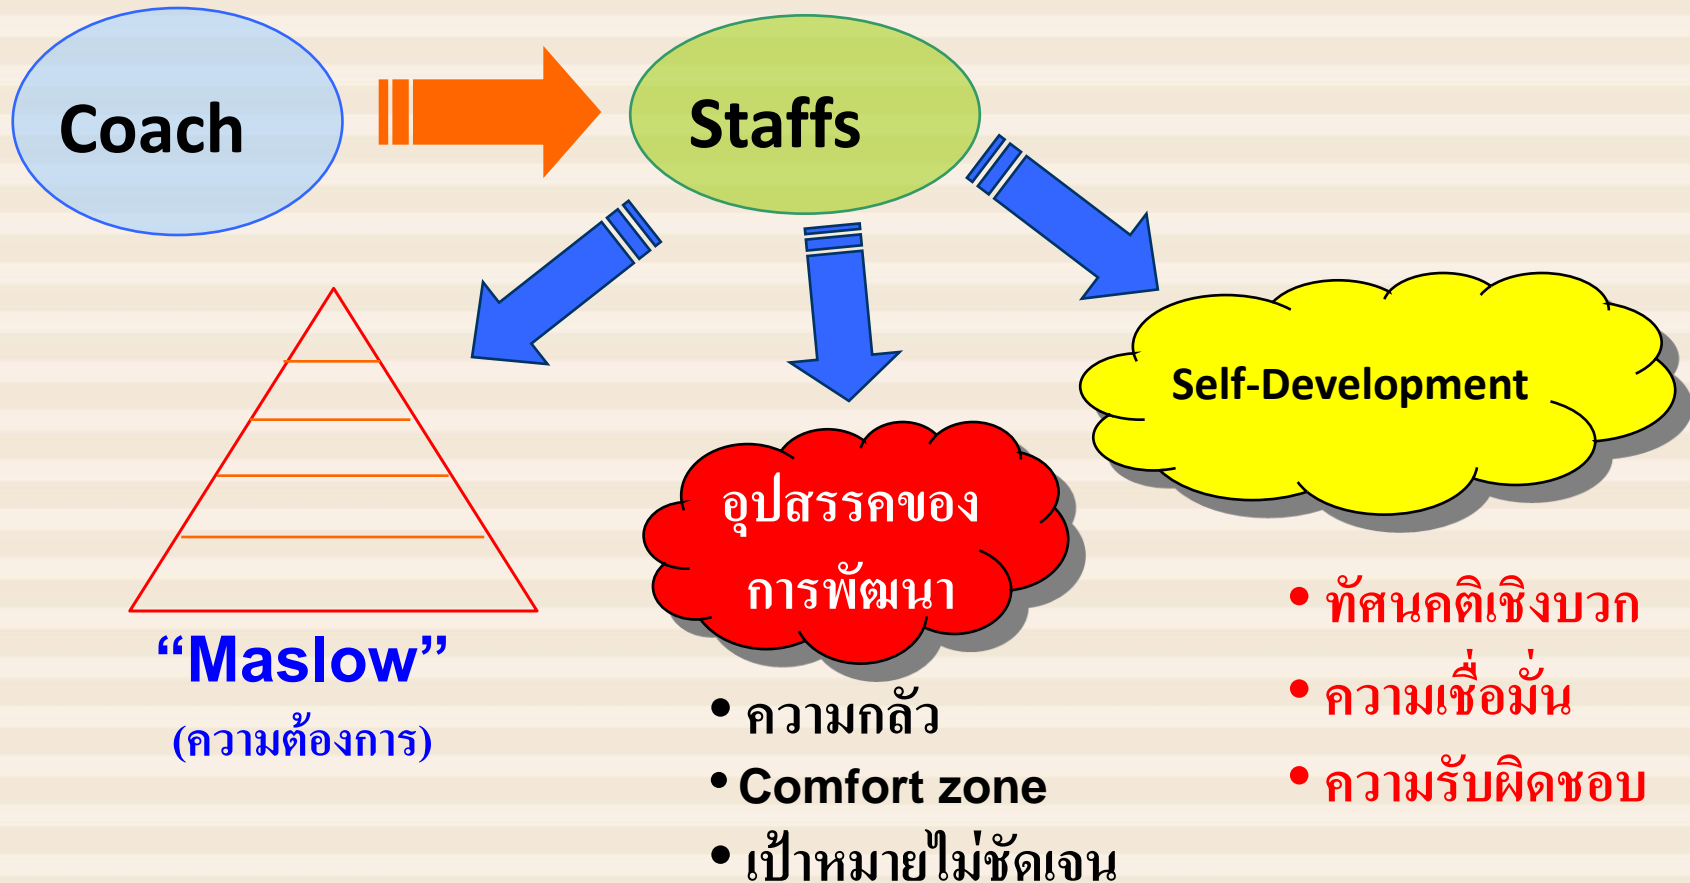 Coach
Staffs
Self-Development
อุปสรรคของ
การพัฒนา
“Maslow”
(ความต้องการ)
• ความกลัว
• Comfort zone
• เป้าหมายไม่ชัดเจน
• ทัศนคติเชิงบวก
• ความเชื่อมั่น
• ความรับผิดชอบ